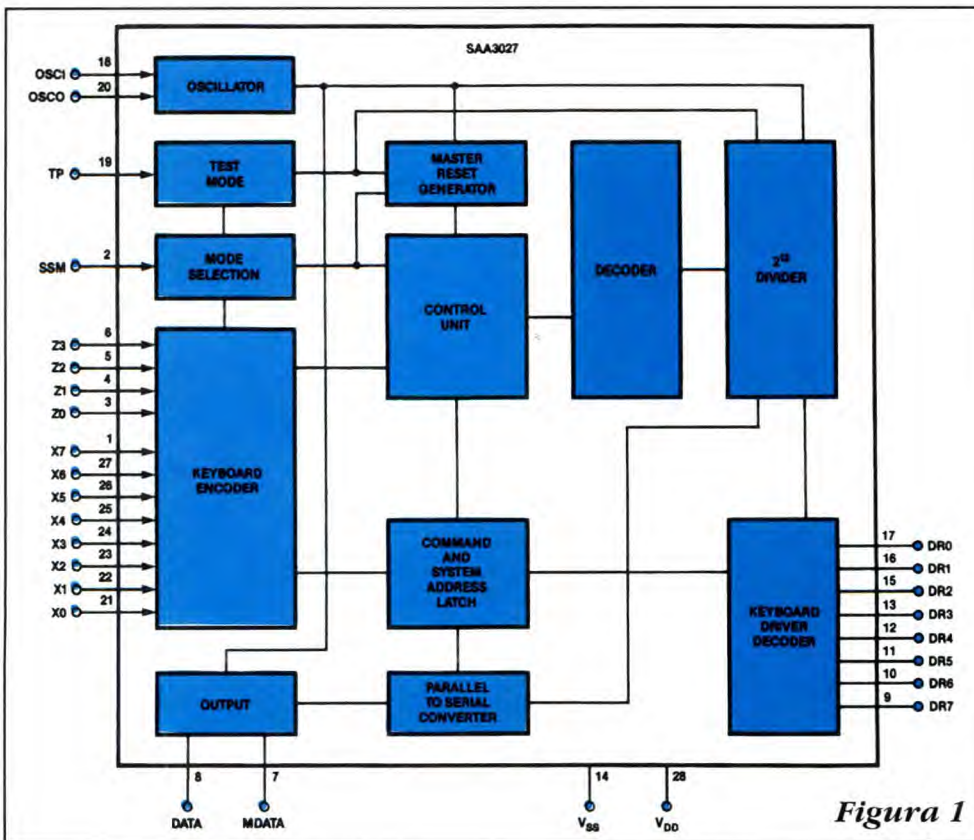 SAA3027
OSCI 18
OSCO 20
OSCILLATOR
TP 19
TEST
MODE
MASTER
RESET
GENERATOR
SSM 2
MODE
SELECTION
CONTROL
UNIT
DECODER
DIVIDER
Z3 6
Z2 5
Z1 4
Z0 3
X7 1
X6 27
X5 26
X4 25
X3 24
X2 23
X1 22
X0 21
KEYBOARD
ENCODER
COMMAND
AND
SYSTEM
ADDRESS
LATCH
KEYBOARD
DRIVER
DECODER
17 DR0
16 DR1
15 DR2
13 DR3
12 DR4
11 DR5
10 DR6
9 DR7
OUTPUT
PARALLEL
TO SERIAL
CONVERTER
8 7 14 28
DATA MDATA VSS VDD
Figura 1